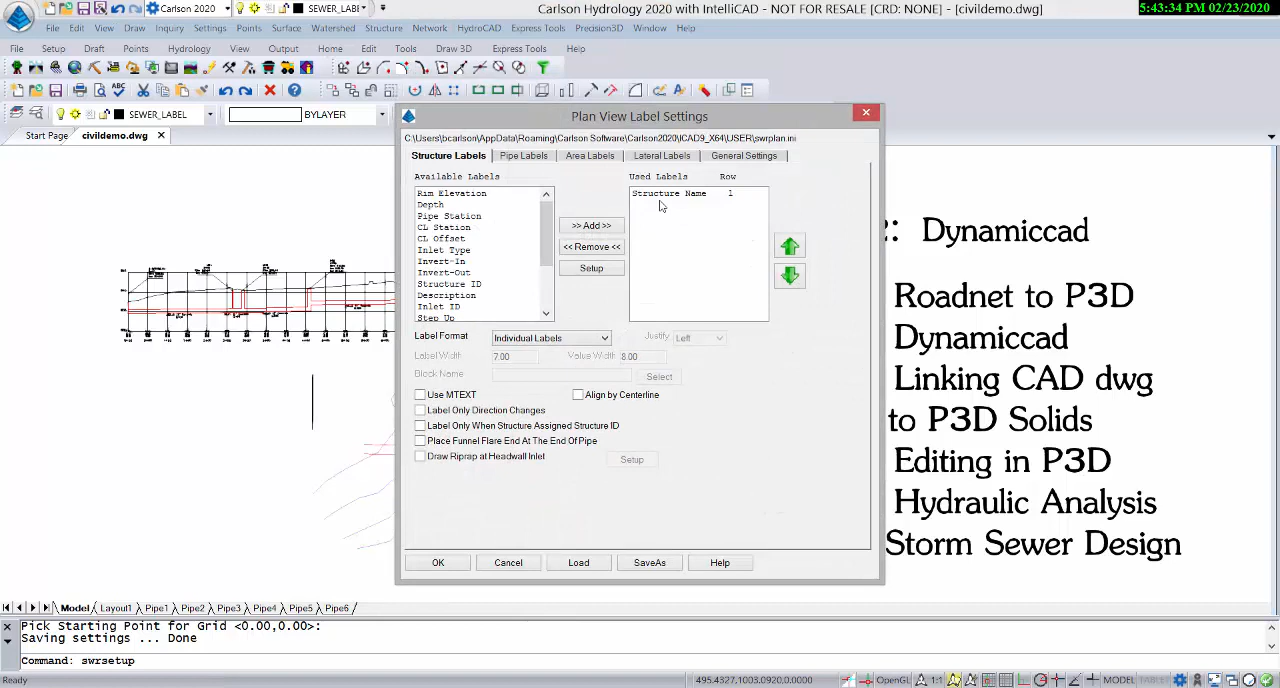 Carlson 2020
SEWER_LABI
Carlson Hydrology 2020 with IntelliCAD - NOT FOR RESALE [CRD: NONE] - [civildemo.dwg]
5:43:34 PM 02/23/2020
File Edit View Draw Inquiry Settings Points Surface Watershed Structure Network HydroCAD Express Tools Precision3D Window Help
File Setup Draft Points Hydrology View Output Home Edit Tools Draw 3D Express Tools Help
SEWER_LABEL
BYLAYER
Start Page civildemo.dwg
Plan View Label Settings
C:\Users\bcarlson\AppData\Roaming\Carlson Software\Carlson2020\ICAD9_X64\USER\swrplan.ini
Structure Labels Pipe Labels Area Labels Lateral Labels General Settings
Available Labels
Used Labels Row
Rim Elevation
Depth
Pipe Station
CL Station
CL Offset
Inlet Type
Invert-In
Invert-Out
Structure ID
Description
Inlet ID
Step Up
>> Add >>
<< Remove <<
Setup
Structure Name 1
Label Format Individual Labels Justify Left
Label Width 7.00 Value Width 8.00
Block Name Select
Use MTEXT Align by Centerline
Label Only Direction Changes
Label Only When Structure Assigned Structure ID
Place Funnel Flare End At The End Of Pipe
Draw Riprap at Headwall Inlet Setup
OK Cancel Load SaveAs Help
2: Dynamiccad
Roadnet to P3D
Dynamiccad
Linking CAD dwg
to P3D Solids
Editing in P3D
Hydraulic Analysis
Storm Sewer Design
Model Layout1 Pipe1 Pipe2 Pipe3 Pipe4 Pipe5 Pipe6
Pick Starting Point for Grid <0.00,0.00>:
Saving settings ... Done
Command: swrsetup
Ready
495.4327,1003.0920,0.0000
OpenGL
1:1
MODEL
TABLET